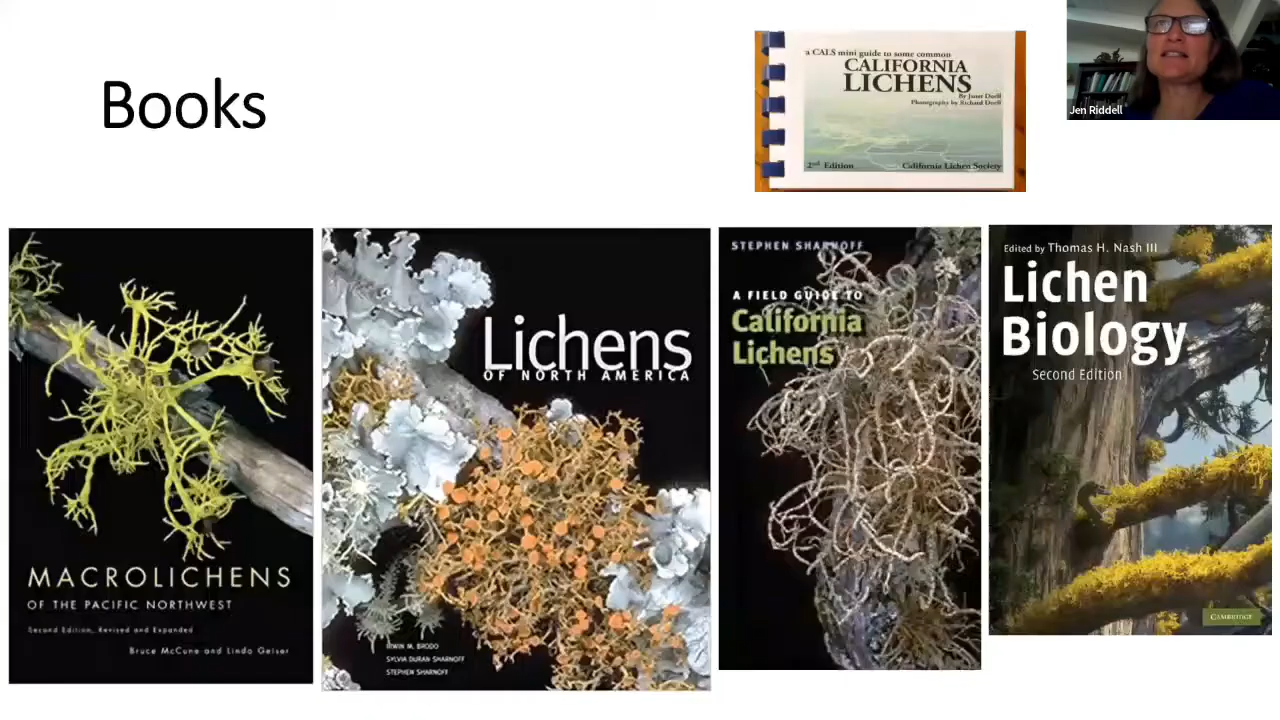 Books
a CALS mini guide to some common
CALIFORNIA
LICHENS
By Janet Doell
Photography by Richard Doell
2nd Edition
California Lichen Society
Jen Riddell
MACROLICHENS
OF THE PACIFIC NORTHWEST
Second Edition, Revised and Expanded
Bruce McCune and Linda Geiser
Lichens
OF NORTH AMERICA
IRWIN M. BRODO
SYLVIA DURAN SHARNOFF
STEPHEN SHARNOFF
STEPHEN SHARNOFF
A FIELD GUIDE TO
California
Lichens
Edited by Thomas H. Nash III
Lichen
Biology
Second Edition
CAMBRIDGE